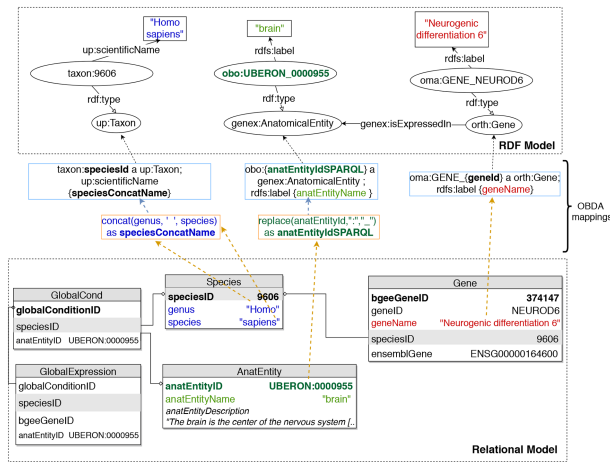 "Homo
sapiens"
up:scientificName
taxon:9606
rdf:type
up:Taxon
"brain"
rdfs:label
obo:UBERON_0000955
rdf:type
genex:AnatomicalEntity
"Neurogenic
differentiation 6"
rdfs:label
oma:GENE_NEUROD6
rdf:type
genex:isExpressedIn
orth:Gene
RDF Model
taxon:speciesId a up:Taxon;
up:scientificName
{speciesConcatName}
obo:{anatEntityIdSPARQL} a
genex:AnatomicalEntity ;
rdfs:label {anatEntityName }
oma:GENE_{geneId} a orth:Gene;
rdfs:label {geneName}
concat(genus, ' ', species)
as speciesConcatName
replace(anatEntityId,":","_")
as anatEntityIdSPARQL
OBDA
mappings
GlobalCond
globalConditionID
speciesID
anatEntityID UBERON:0000955
Species
speciesID 9606
genus "Homo"
species "sapiens"
Gene
bgeeGeneID 374147
geneID NEUROD6
geneName "Neurogenic differentiation 6"
speciesID 9606
ensemblGene ENSG00000164600
GlobalExpression
globalConditionID
speciesID
bgeeGeneID
anatEntityID UBERON:0000955
AnatEntity
anatEntityID UBERON:0000955
anatEntityName "brain"
anatEntityDescription
"The brain is the center of the nervous system [..
Relational Model